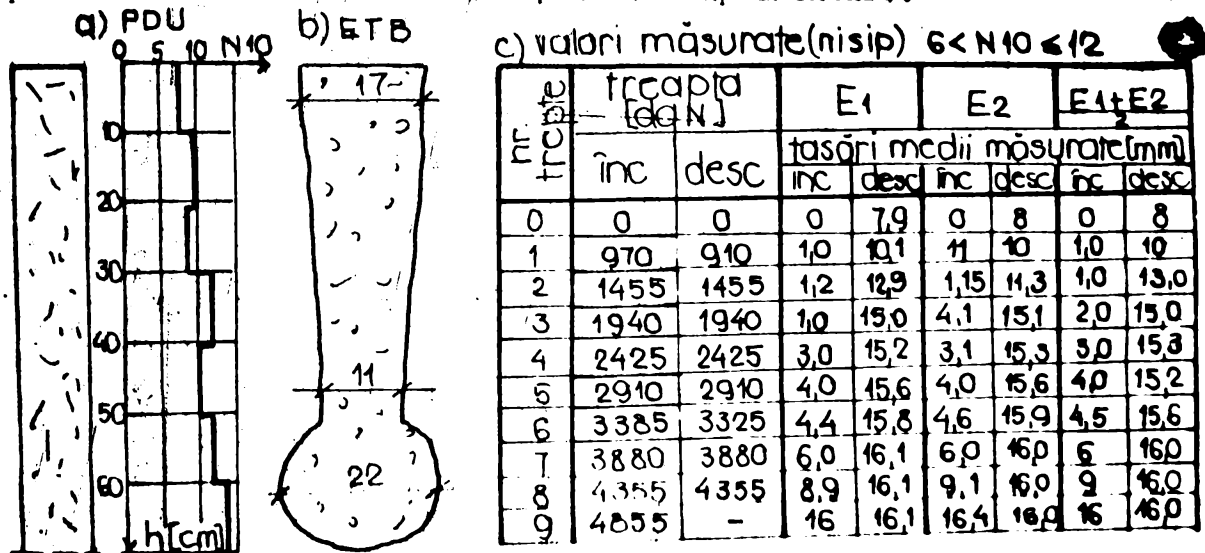 a) PDU
0 5 10 N10
10
20
30
40
50
60
h[cm]
b) ETB
17
11
22
c) valori măsurate(nisip) 6<N10≤12
nr. trepte | treapta [daN] | E1 | E2 | E1+E2 / 2
tasări medii măsurate[mm]
înc | desc | înc | desc | înc | desc | înc | desc
0 | 0 | 0 | 0 | 7,9 | 0 | 8 | 0 | 8
1 | 970 | 910 | 1,0 | 10,1 | 11 | 10 | 1,0 | 10
2 | 1455 | 1455 | 1,2 | 12,9 | 1,15 | 11,3 | 1,0 | 13,0
3 | 1940 | 1940 | 1,0 | 15,0 | 4,1 | 15,1 | 2,0 | 15,0
4 | 2425 | 2425 | 3,0 | 15,2 | 3,1 | 15,3 | 3,0 | 15,3
5 | 2910 | 2910 | 4,0 | 15,6 | 4,0 | 15,6 | 4,0 | 15,2
6 | 3385 | 3325 | 4,4 | 15,8 | 4,6 | 15,9 | 4,5 | 15,6
7 | 3880 | 3880 | 6,0 | 16,1 | 6,0 | 16,0 | 6 | 16,0
8 | 4355 | 4355 | 8,9 | 16,1 | 9,1 | 16,0 | 9 | 16,0
9 | 4855 | - | 16 | 16,1 | 16,4 | 16,0 | 16 | 16,0